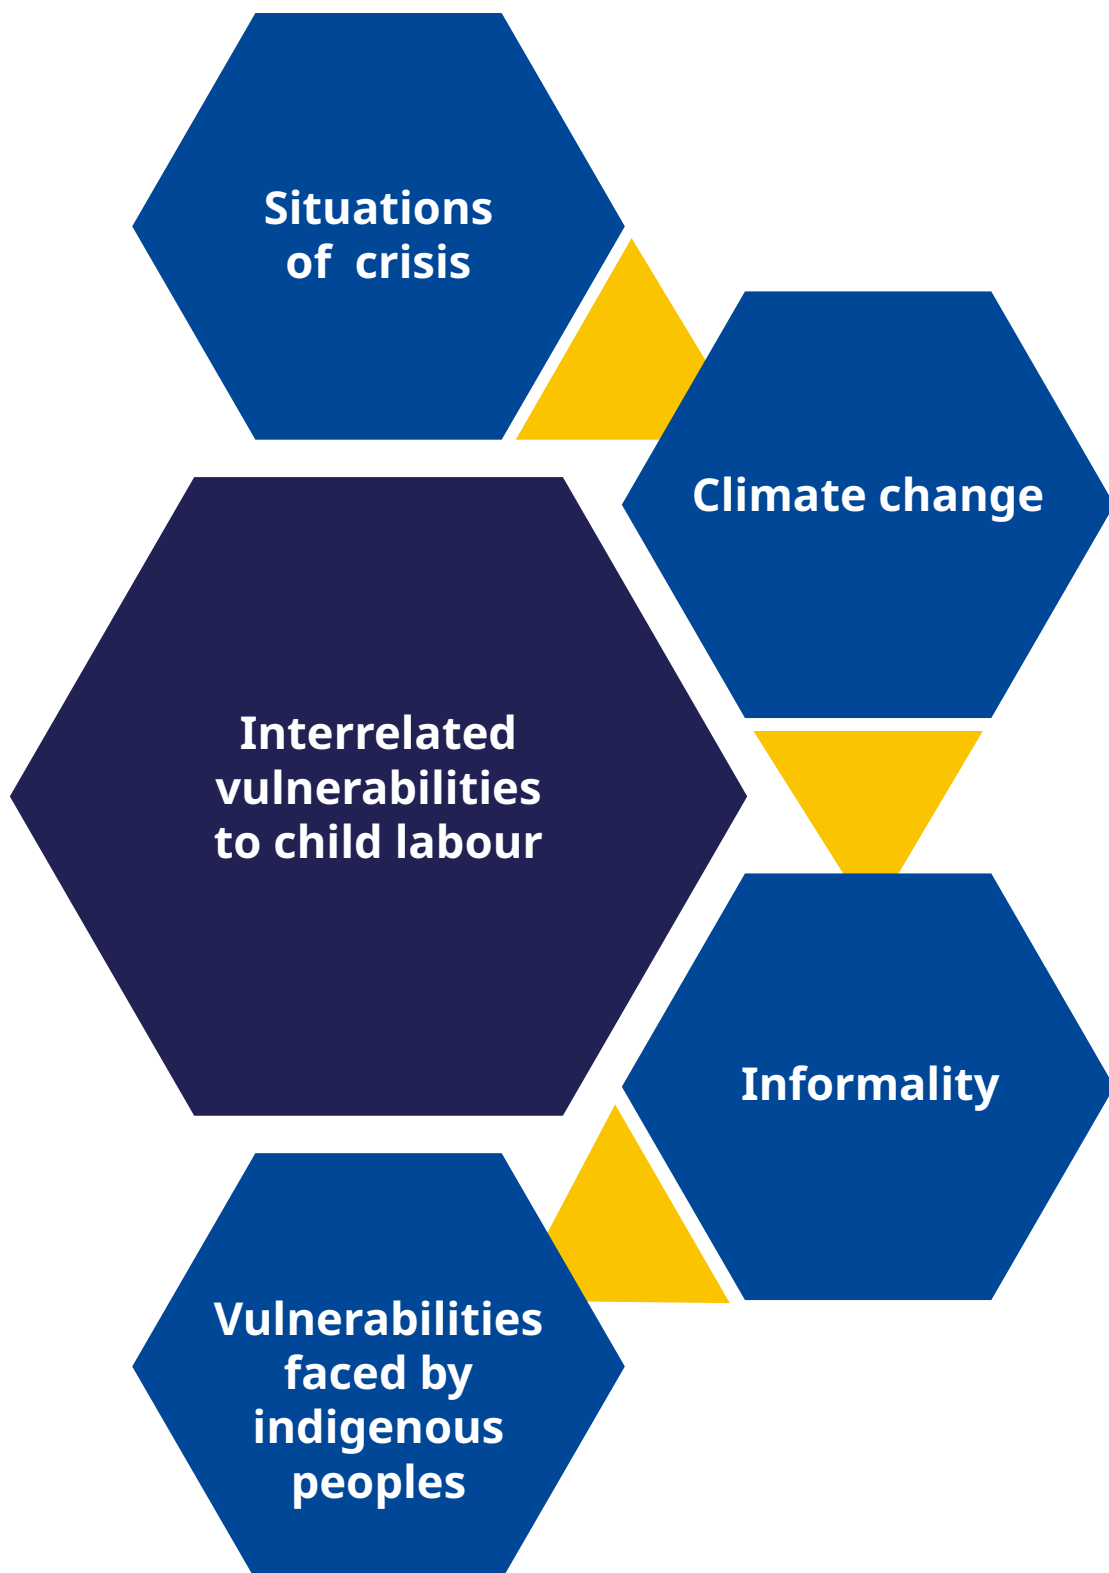 Situations
of crisis
Climate change
Interrelated
vulnerabilities
to child labour
Informality
Vulnerabilities
faced by
indigenous
peoples